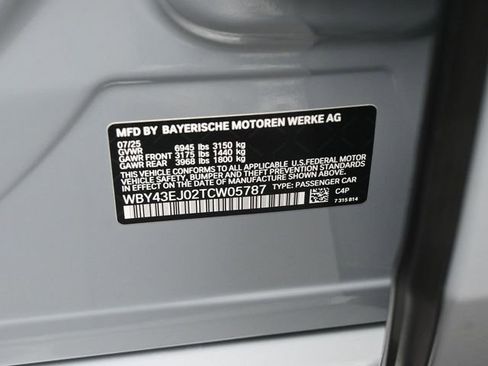 MFD BY BAYERISCHE MOTOREN WERKE AG
07/25
GVWR 6945 lbs 3150 kg
GAWR FRONT 3175 lbs 1440 kg
GAWR REAR 3968 lbs 1800 kg
THIS VEHICLE CONFORMS TO ALL APPLICABLE U.S.FEDERAL MOTOR
VEHICLE SAFETY, BUMPER, AND THEFT PREVENTION STANDARDS
IN EFFECT ON THE DATE OF MANUFACTURE SHOWN ABOVE.
WBY43EJ02TCW05787 TYPE: PASSENGER CAR
C4P
7 315 814